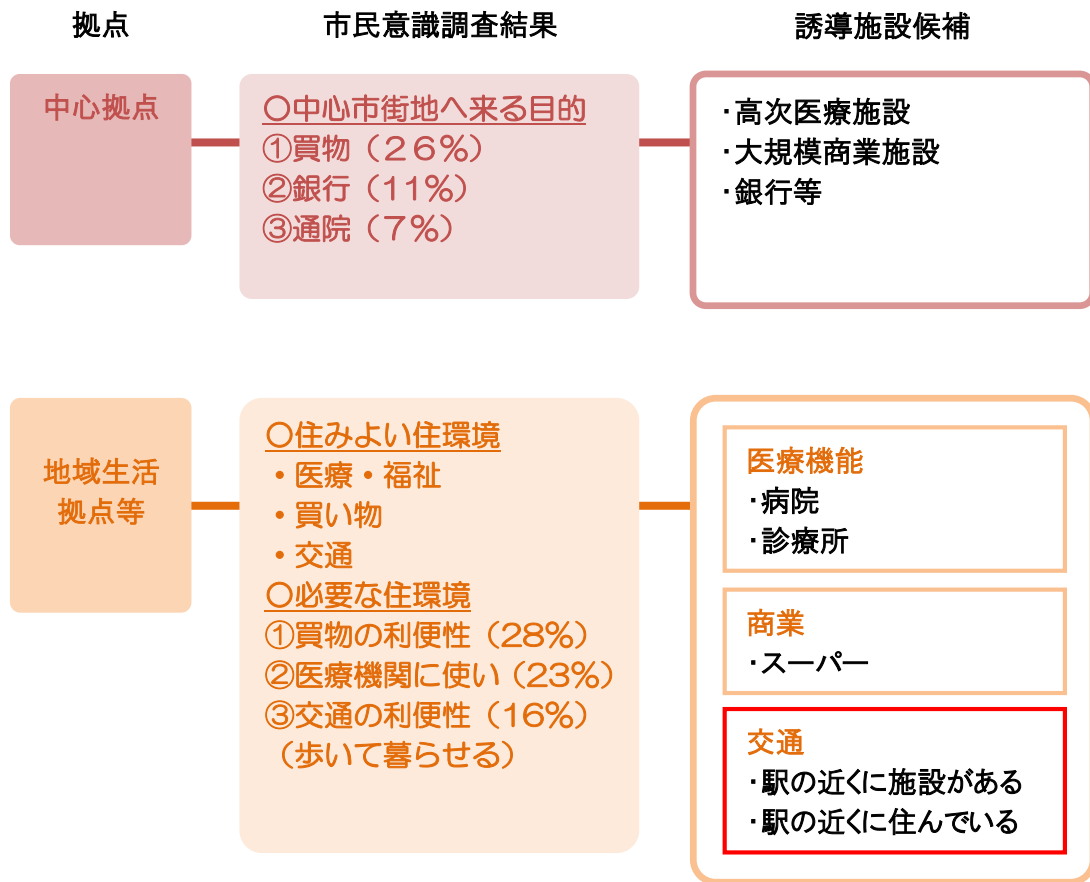 拠点
市民意識調査結果
誘導施設候補
中心拠点
〇中心市街地へ来る目的
①買物（２６％）
②銀行（11％）
③通院（７％）
・高次医療施設
・大規模商業施設
・銀行等
地域生活
拠点等
〇住みよい住環境
・医療・福祉
・買い物
・交通
〇必要な住環境
①買物の利便性（28％）
②医療機関に使い（23％）
③交通の利便性（16％）
（歩いて暮らせる）
医療機能
・病院
・診療所
商業
・スーパー
交通
・駅の近くに施設がある
・駅の近くに住んでいる